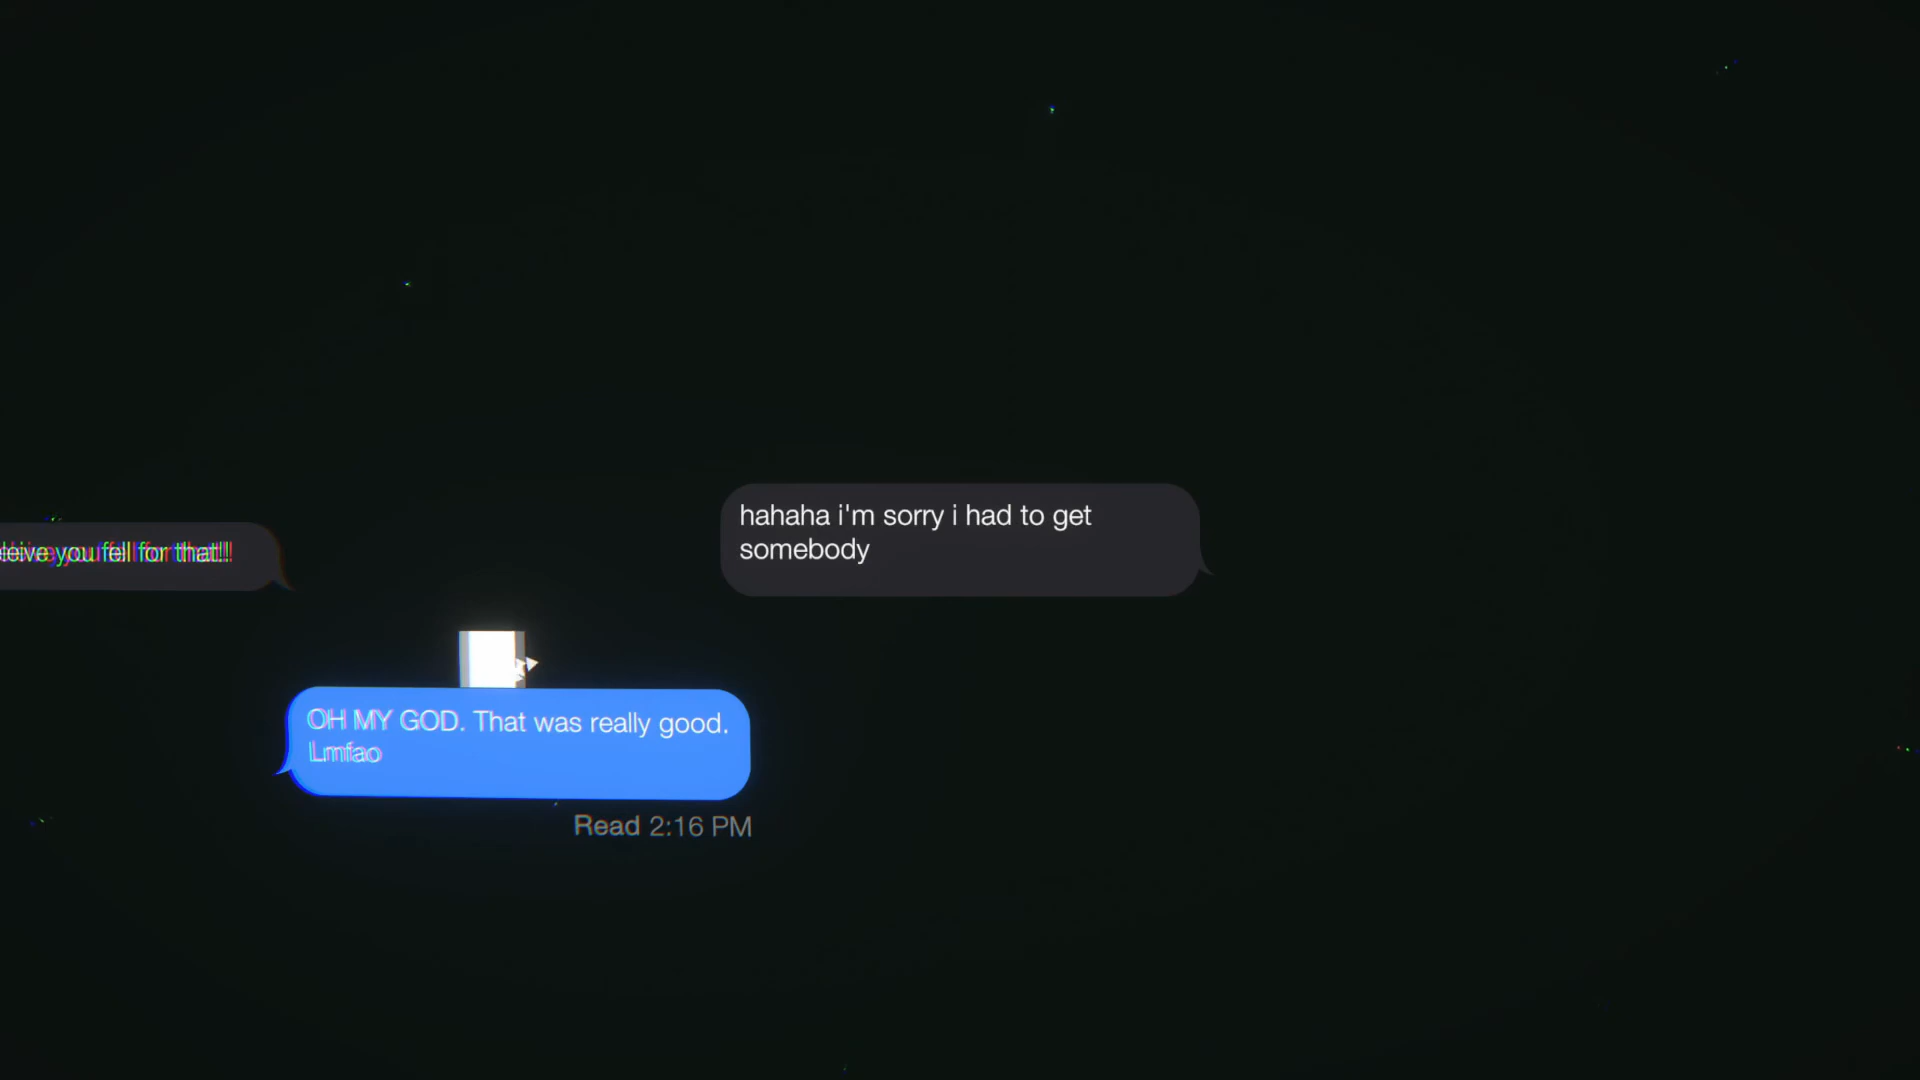 you fell for that!!
hahaha i'm sorry i had to get
somebody
OH MY GOD. That was really good.
Lmfao
Read 2:16 PM